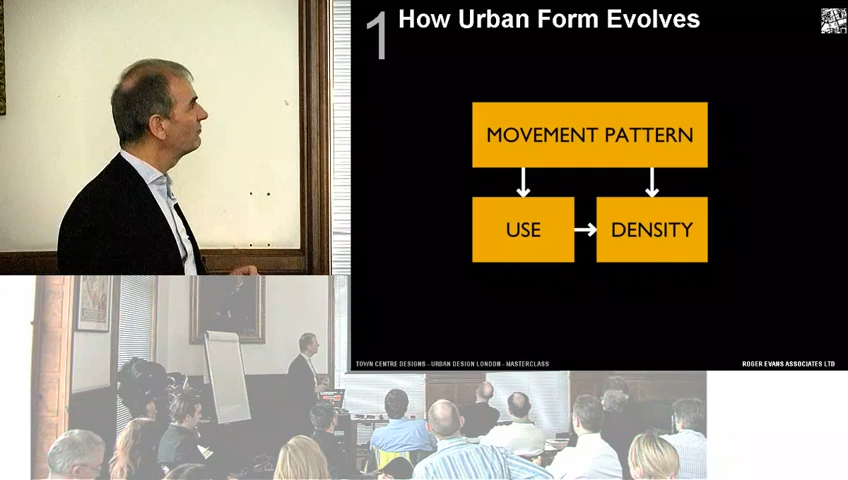 1
How Urban Form Evolves
MOVEMENT PATTERN
USE
DENSITY
TOWN CENTRE DESIGNS - URBAN DESIGN LONDON - MASTERCLASS
ROGER EVANS ASSOCIATES LTD